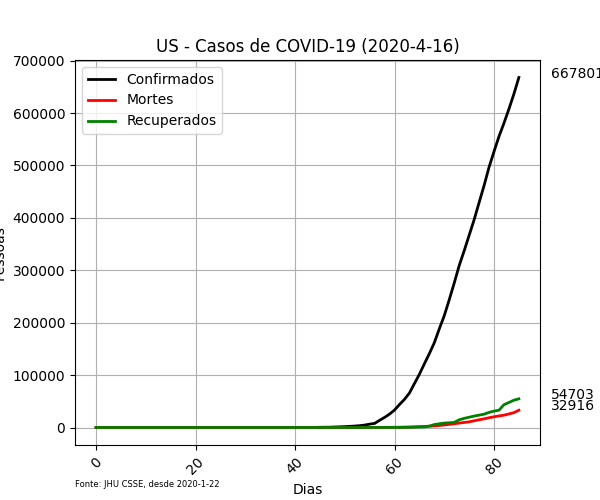 US - Casos de COVID-19 (2020-4-16)
700000
600000
500000
400000
300000
200000
100000
0
Confirmados
Mortes
Recuperados
667801
54703
32916
0
20
40
60
80
Dias
Fonte: JHU CSSE, desde 2020-1-22